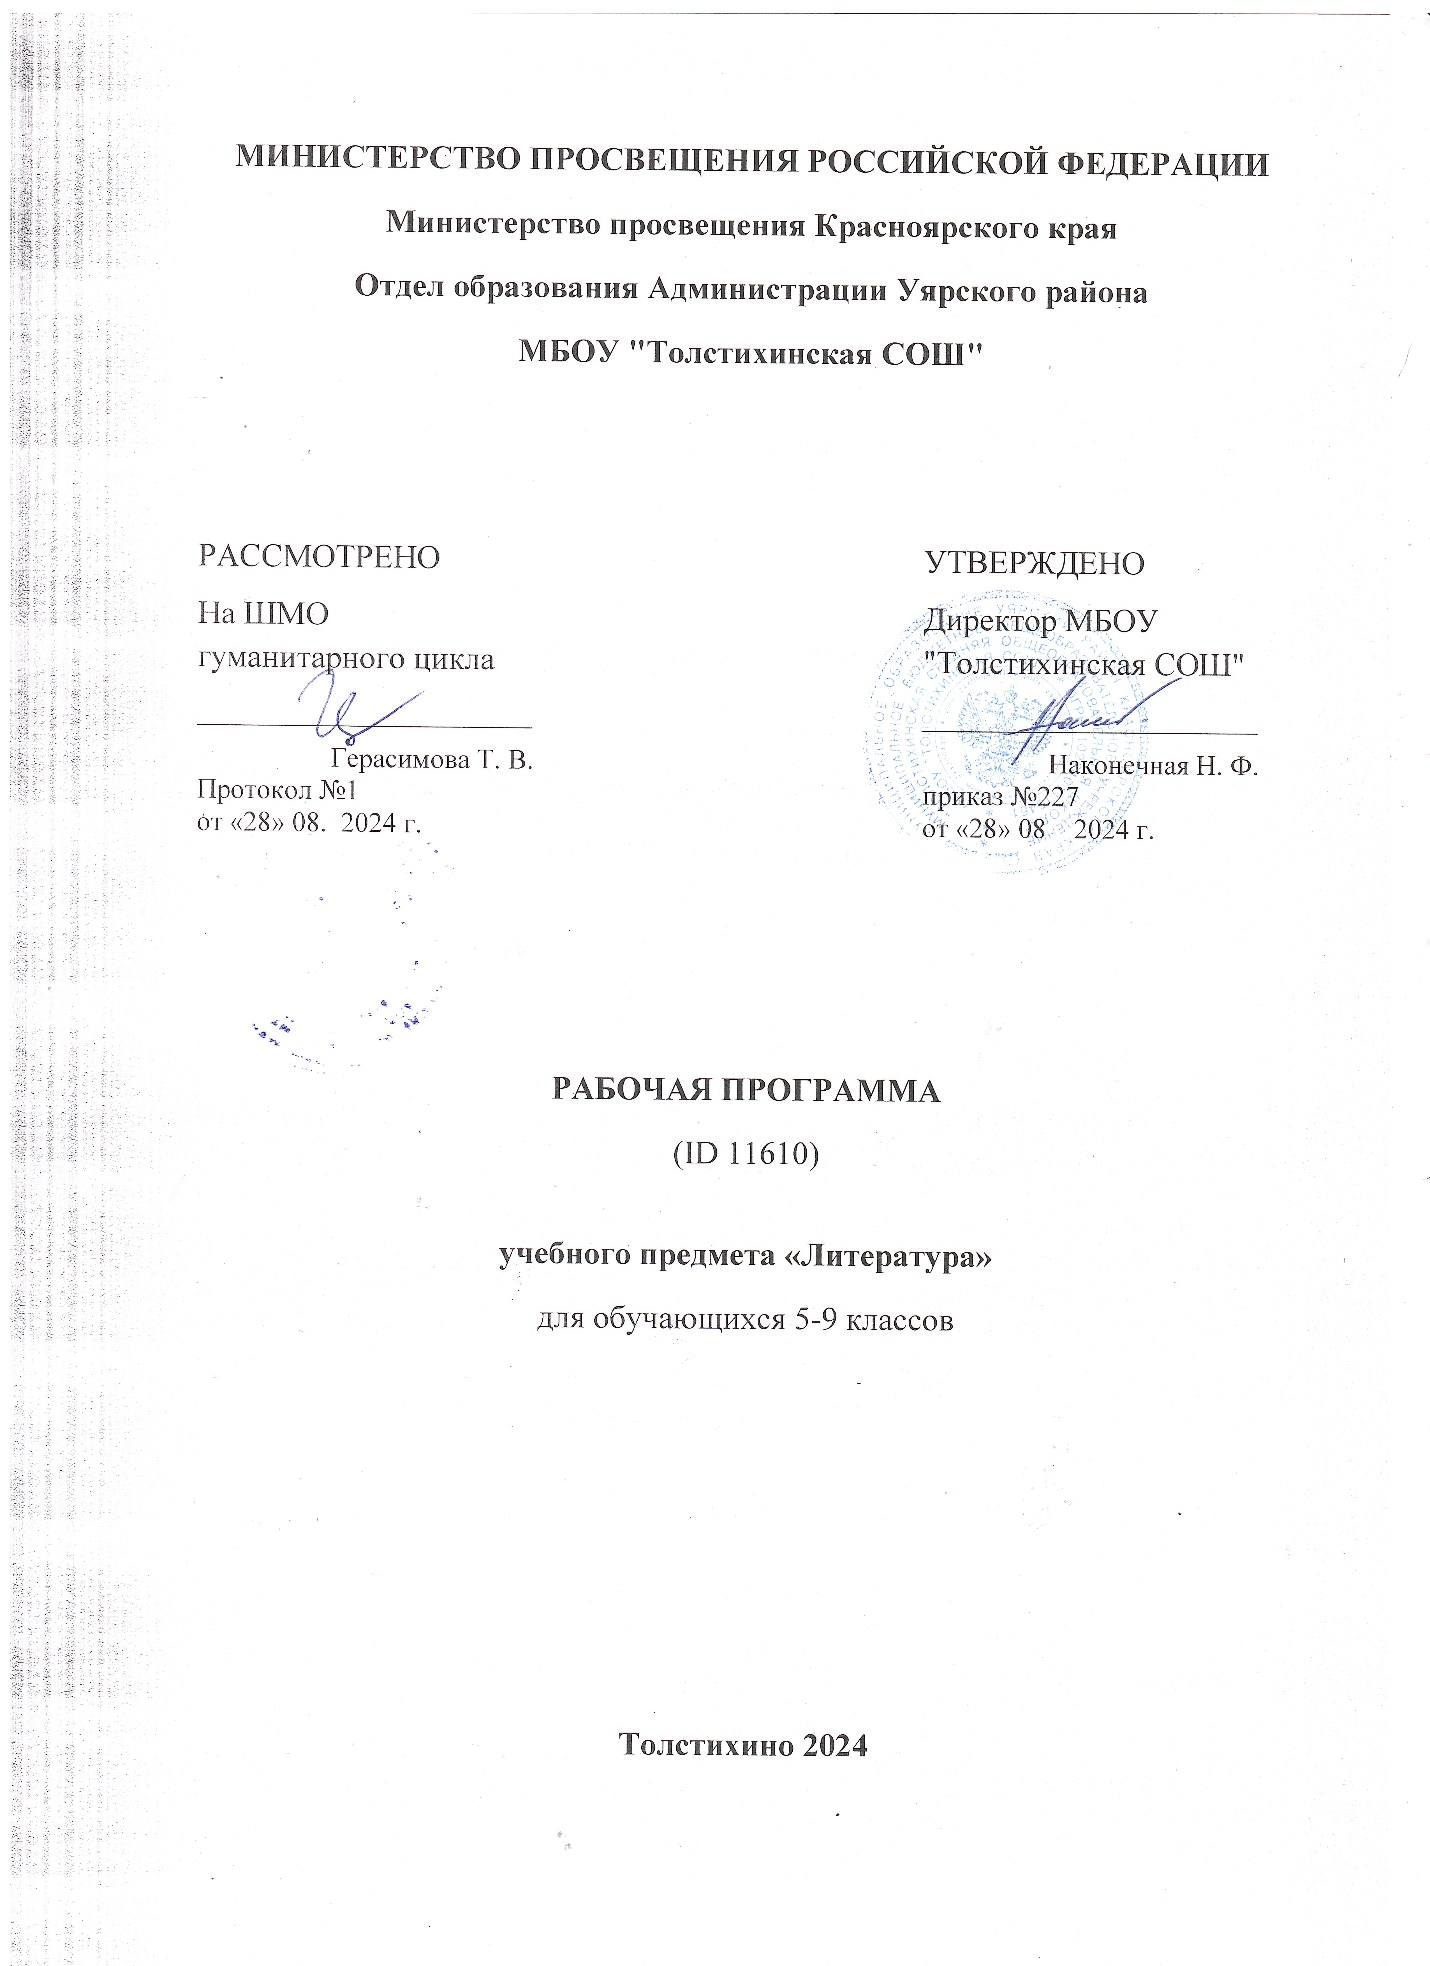 МИНИСТЕРСТВО ПРОСВЕЩЕНИЯ РОССИЙСКОЙ ФЕДЕРАЦИИ
Министерство просвещения Красноярского края
Отдел образования Администрации Уярского района
МБОУ "Толстихинская СОШ"
РАССМОТРЕНО
На ШМО
гуманитарного цикла
Герасимова Т. В.
Протокол №1
от «28» 08. 2024 г.
УТВЕРЖДЕНО
Директор МБОУ
"Толстихинская СОШ"
Наконечная Н. Ф.
приказ №227
от «28» 08 2024 г.
РАБОЧАЯ ПРОГРАММА
(ID 11610)
учебного предмета «Литература»
для обучающихся 5-9 классов
Толстихино 2024